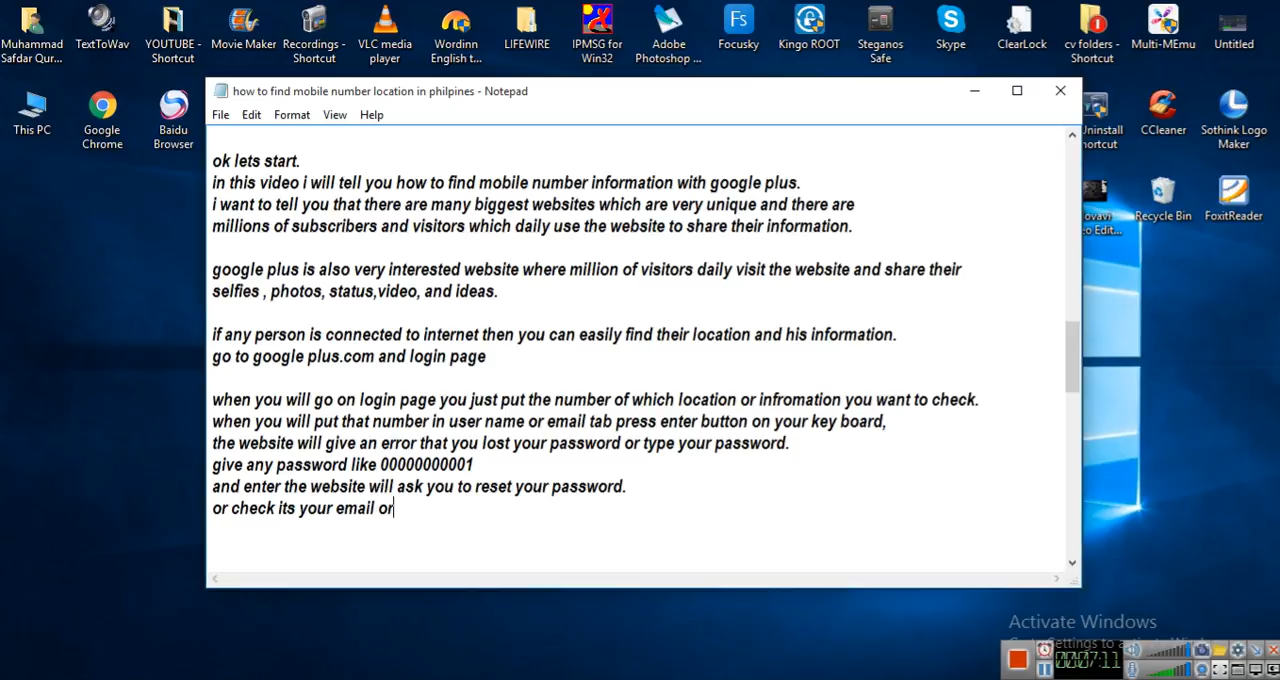 Muhammad
Safdar Qur...
TextToWav
YOUTUBE -
Shortcut
Movie Maker
Recordings -
Shortcut
VLC media
player
Wordinn
English t...
LIFEWIRE
IPMSG for
Win32
Adobe
Photoshop ...
Fs
Focusky
Kingo ROOT
Steganos
Safe
Skype
ClearLock
cv folders -
Shortcut
Multi-MEmu
Untitled
This PC
Google
Chrome
Baidu
Browser
how to find mobile number location in philpines - Notepad
File Edit Format View Help
CCleaner
Sothink Logo
Maker
Recycle Bin
FoxitReader
ok lets start.
in this video i will tell you how to find mobile number information with google plus.
i want to tell you that there are many biggest websites which are very unique and there are
millions of subscribers and visitors which daily use the website to share their information.
google plus is also very interested website where million of visitors daily visit the website and share their
selfies , photos, status,video, and ideas.
if any person is connected to internet then you can easily find their location and his information.
go to google plus.com and login page
when you will go on login page you just put the number of which location or infromation you want to check.
when you will put that number in user name or email tab press enter button on your key board,
the website will give an error that you lost your password or type your password.
give any password like 00000000001
and enter the website will ask you to reset your password.
or check its your email or
Activate Windows